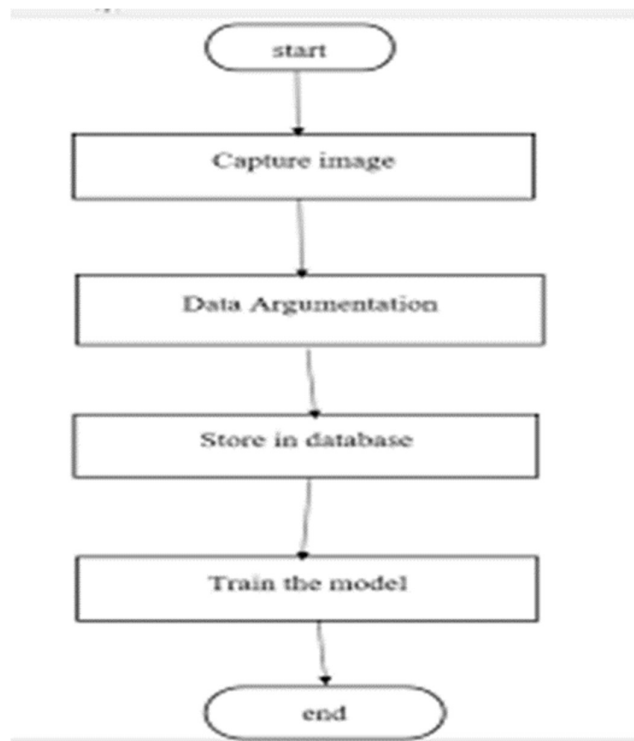 start
Capture image
Data Argumentation
Store in database
Train the model
end